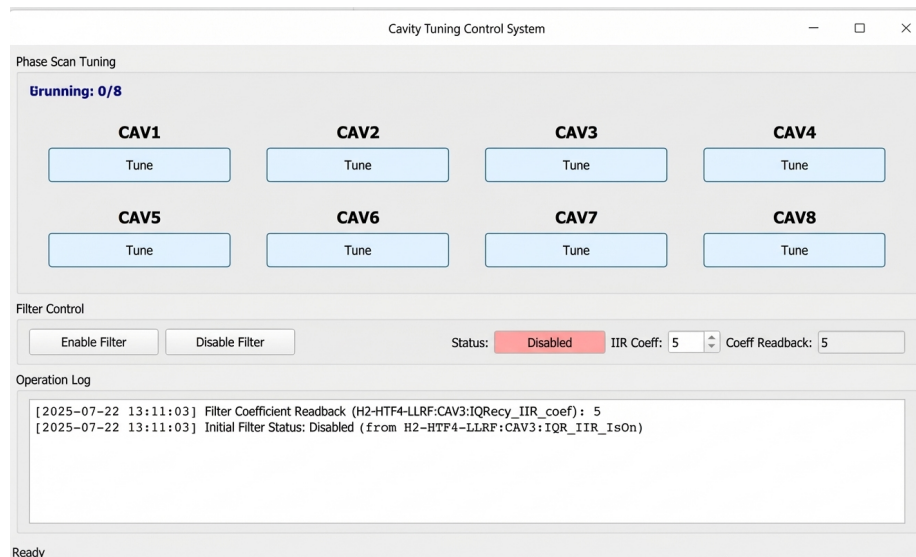 Cavity Tuning Control System
Phase Scan Tuning
running: 0/8
CAV1 CAV2 CAV3 CAV4
Tune Tune Tune Tune
CAV5 CAV6 CAV7 CAV8
Tune Tune Tune Tune
Filter Control
Enable Filter Disable Filter Status: Disabled IIR Coeff: 5 Coeff Readback: 5
Operation Log
[2025-07-22 13:11:03] Filter Coefficient Readback (H2-HTF4-LLRF:CAV3:IQRecy_IIR_coef): 5
[2025-07-22 13:11:03] Initial Filter Status: Disabled (from H2-HTF4-LLRF:CAV3:IQR_IIR_IsOn)
Ready